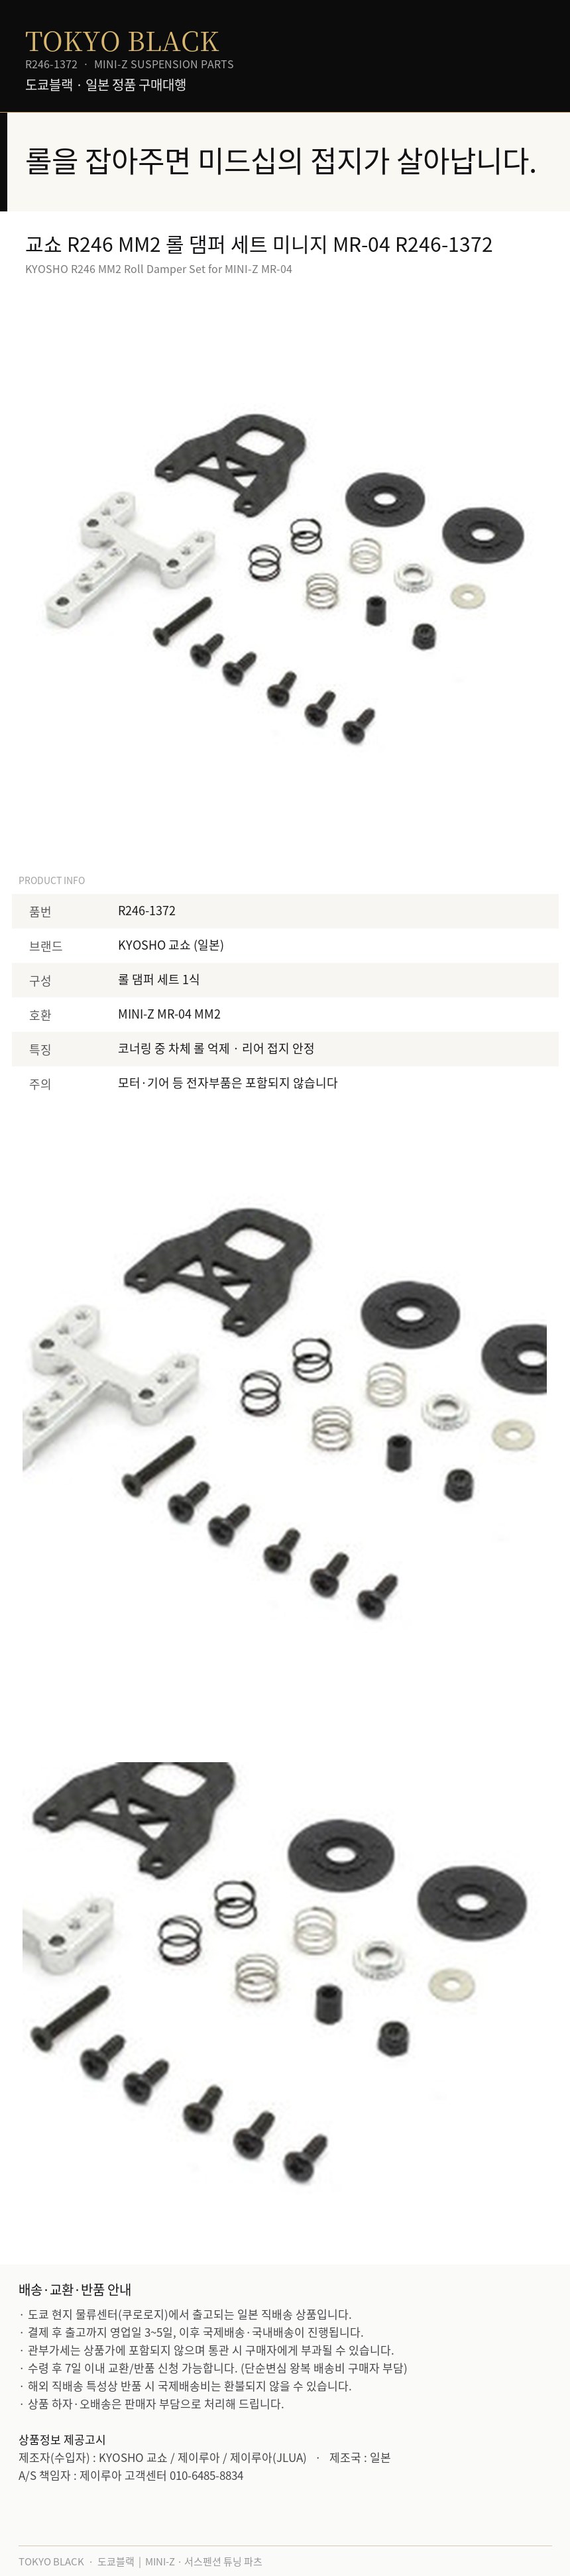 TOKYO BLACK
R246-1372 · MINI-Z SUSPENSION PARTS
도쿄블랙 · 일본 정품 구매대행
롤을 잡아주면 미드십의 접지가 살아납니다.
교쇼 R246 MM2 롤 댐퍼 세트 미니지 MR-04 R246-1372
KYOSHO R246 MM2 Roll Damper Set for MINI-Z MR-04
PRODUCT INFO
품번 R246-1372
브랜드 KYOSHO 교쇼 (일본)
구성 롤 댐퍼 세트 1식
호환 MINI-Z MR-04 MM2
특징 코너링 중 차체 롤 억제 · 리어 접지 안정
주의 모터·기어 등 전자부품은 포함되지 않습니다
배송·교환·반품 안내
· 도쿄 현지 물류센터(쿠로로지)에서 출고되는 일본 직배송 상품입니다.
· 결제 후 출고까지 영업일 3~5일, 이후 국제배송·국내배송이 진행됩니다.
· 관부가세는 상품가에 포함되지 않으며 통관 시 구매자에게 부과될 수 있습니다.
· 수령 후 7일 이내 교환/반품 신청 가능합니다. (단순변심 왕복 배송비 구매자 부담)
· 해외 직배송 특성상 반품 시 국제배송비는 환불되지 않을 수 있습니다.
· 상품 하자·오배송은 판매자 부담으로 처리해 드립니다.
상품정보 제공고시
제조자(수입자) : KYOSHO 교쇼 / 제이루아 / 제이루아(JLUA) · 제조국 : 일본
A/S 책임자 : 제이루아 고객센터 010-6485-8834
TOKYO BLACK · 도쿄블랙 | MINI-Z · 서스펜션 튜닝 파츠